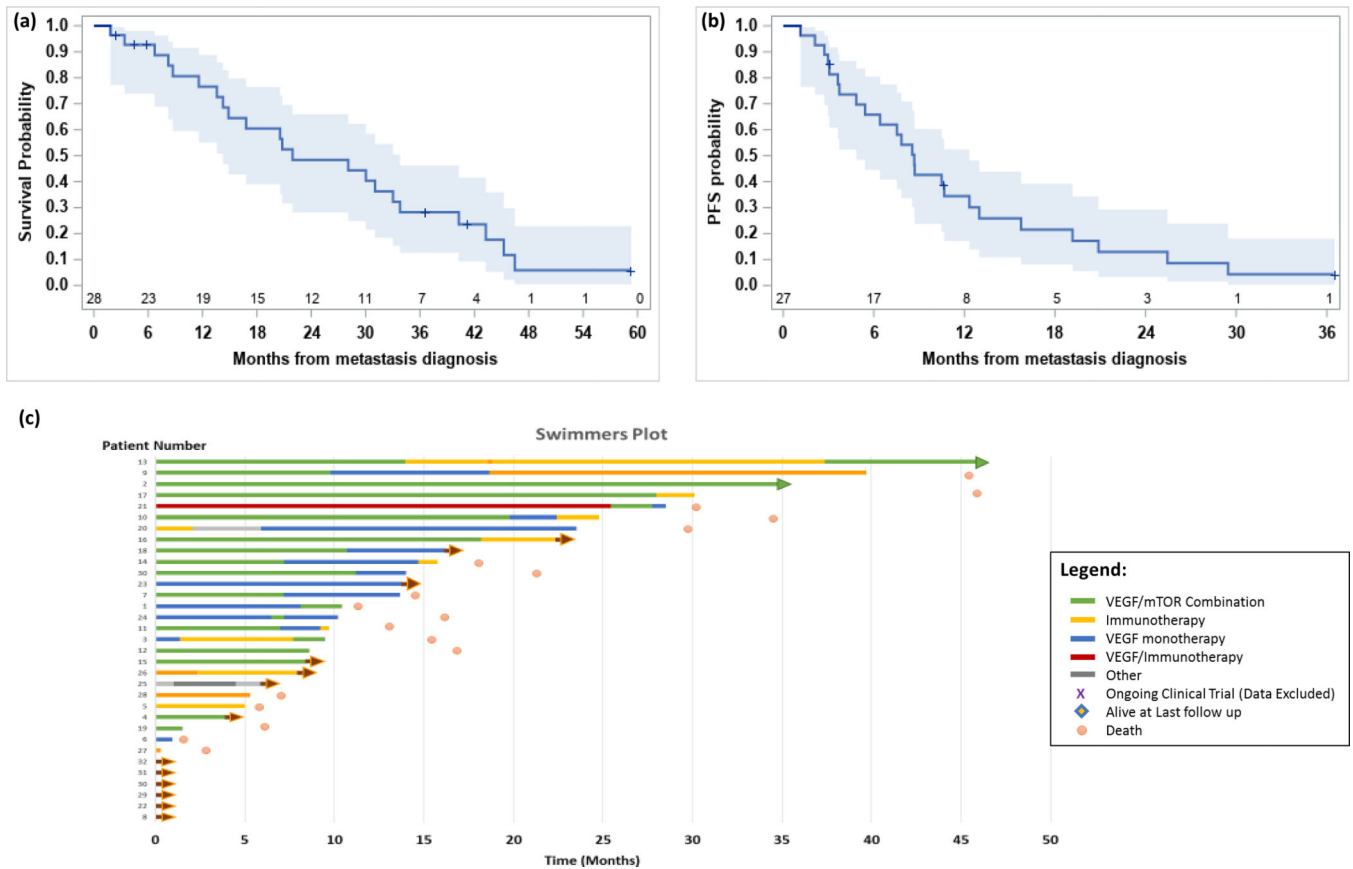 (a)
Survival Probability
1.0
0.9
0.8
0.7
0.6
0.5
0.4
0.3
0.2
0.1
0.0
28 23 19 15 12 11 7 4 1 1 0
0 6 12 18 24 30 36 42 48 54 60
Months from metastasis diagnosis
(b)
PFS probability
1.0
0.9
0.8
0.7
0.6
0.5
0.4
0.3
0.2
0.1
0.0
27 17 8 5 3 1 1
0 6 12 18 24 30 36
Months from metastasis diagnosis
(c)
Swimmers Plot
Patient Number
13
9
2
17
21
10
20
16
18
14
30
23
7
1
24
11
3
12
15
26
25
28
5
4
19
6
27
32
31
30
29
22
8
0 5 10 15 20 25 30 35 40 45 50
Time (Months)
Legend:
VEGF/mTOR Combination
Immunotherapy
VEGF monotherapy
VEGF/Immunotherapy
Other
X Ongoing Clinical Trial (Data Excluded)
Alive at Last follow up
Death